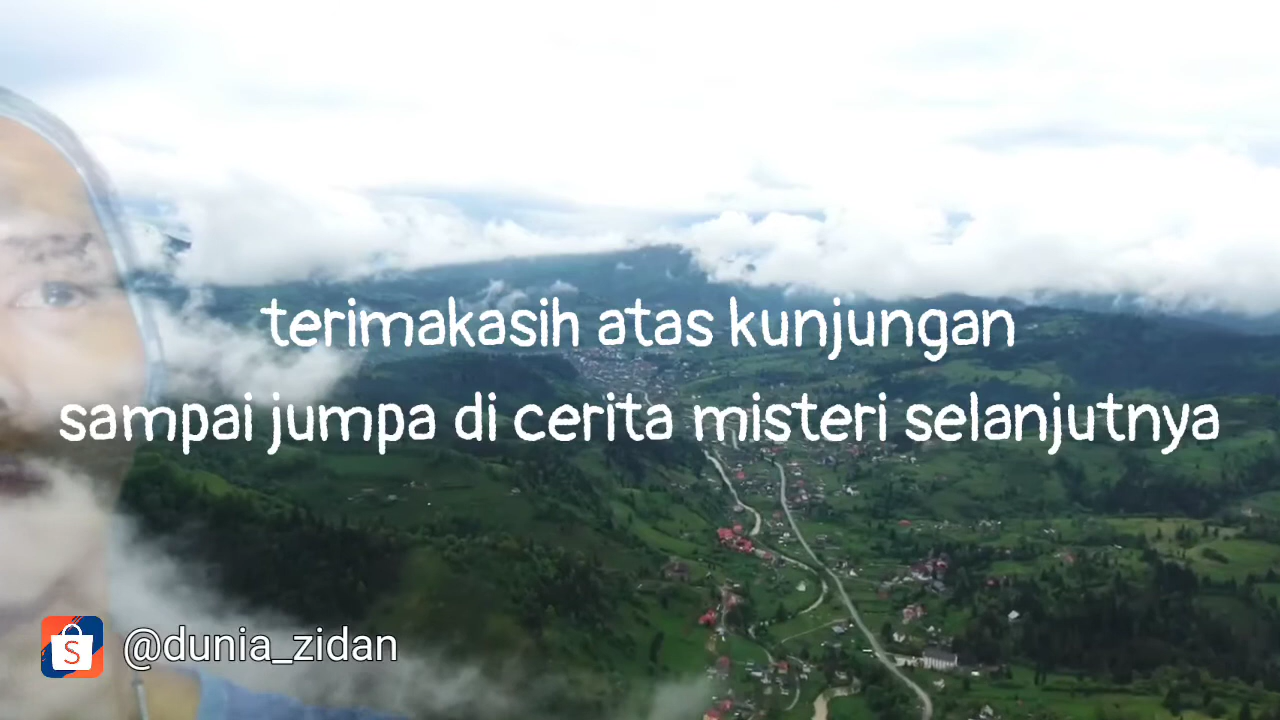 terimakasih atas kunjungan
sampai jumpa di cerita misteri selanjutnya
S
@dunia_zidan